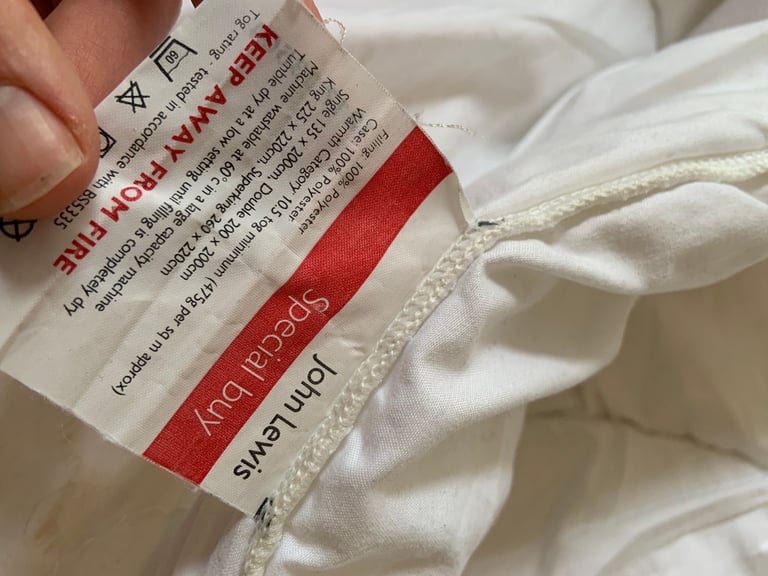 John Lewis
Special buy
Filling: 100% Polyester
Case: 100% Polyester
Warmth Category 10.5 tog minimum (475g per sq m approx)
Single 135 x 200cm. Double 200 x 200cm
King 225 x 220cm. Superking 260 x 220cm
Machine washable at 60°c in a large capacity machine
Tumble dry at a low setting until filling is completely dry
KEEP AWAY FROM FIRE
Tog rating* tested in accordance with BS5335
60